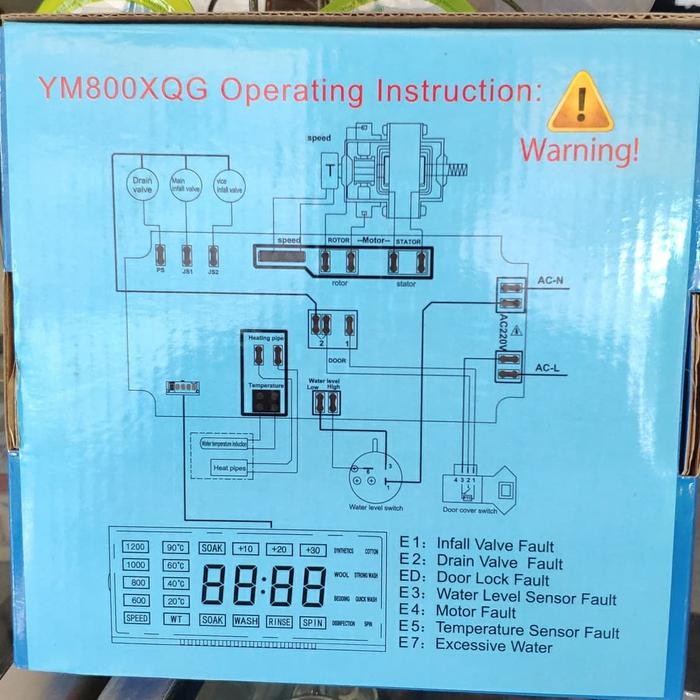 YM800XQG Operating Instruction:
Warning!
speed
T
Drain valve
Main infall valve
vice infall valve
speed
ROTOR –Motor– STATOR
PS JS1 JS2
rotor stator
AC-N
AC220V
AC-L
2 1
DOOR
Heating pipe
Temperature
Water level
Low High
Water temperature induction
Heat pipes
6 3
1
Water level switch
4 3 2 1
Door cover switch
1200 90°C SOAK +10 +20 +30 SYNTHETICS COTTON
1000 60°C
800 40°C 88:88 WOOL STRONG WASH
600 20°C BEDDING QUICK WASH
SPEED WT SOAK WASH RINSE SPIN DISINFECTION SPIN
E1: Infall Valve Fault
E2: Drain Valve Fault
ED: Door Lock Fault
E3: Water Level Sensor Fault
E4: Motor Fault
E5: Temperature Sensor Fault
E7: Excessive Water